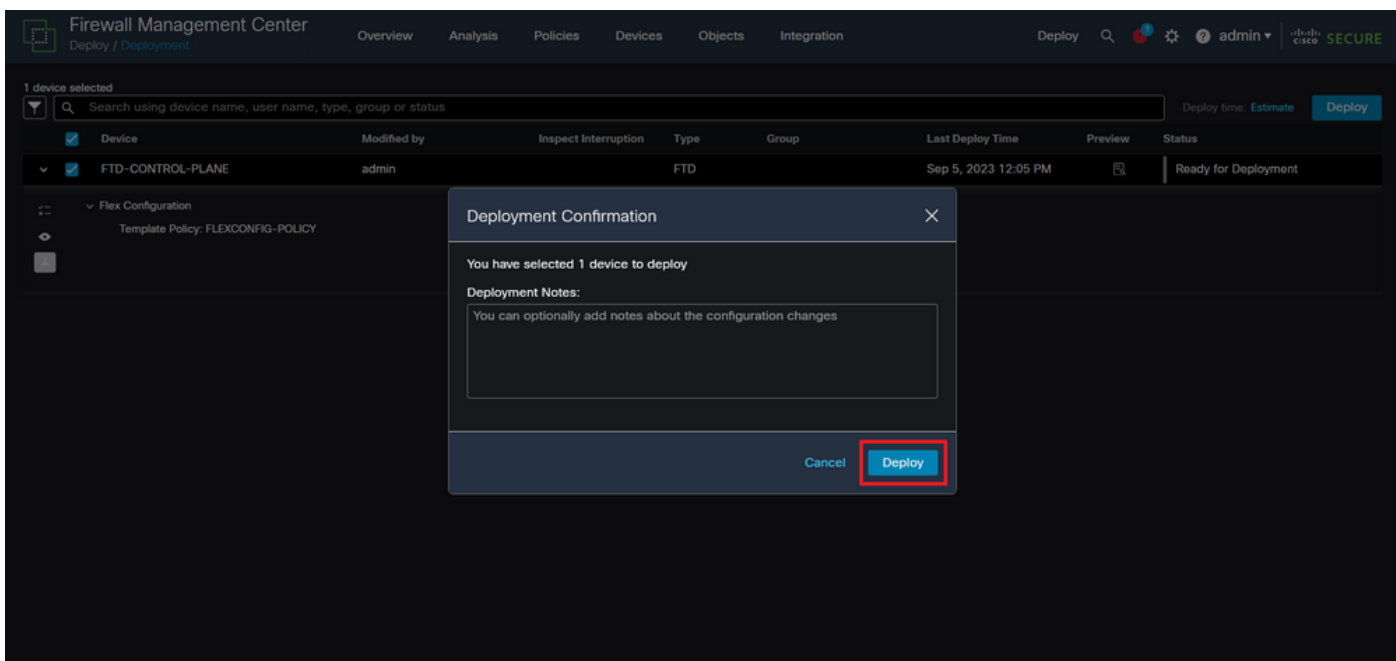 Firewall Management Center
Deploy / Deployment
Overview Analysis Policies Devices Objects Integration Deploy admin cisco SECURE
1 device selected
Search using device name, user name, type, group or status
Deploy time: Estimate Deploy
Device Modified by Inspect Interruption Type Group Last Deploy Time Preview Status
FTD-CONTROL-PLANE admin FTD Sep 5, 2023 12:05 PM Ready for Deployment
Flex Configuration
Template Policy: FLEXCONFIG-POLICY
Deployment Confirmation
You have selected 1 device to deploy
Deployment Notes:
You can optionally add notes about the configuration changes
Cancel Deploy